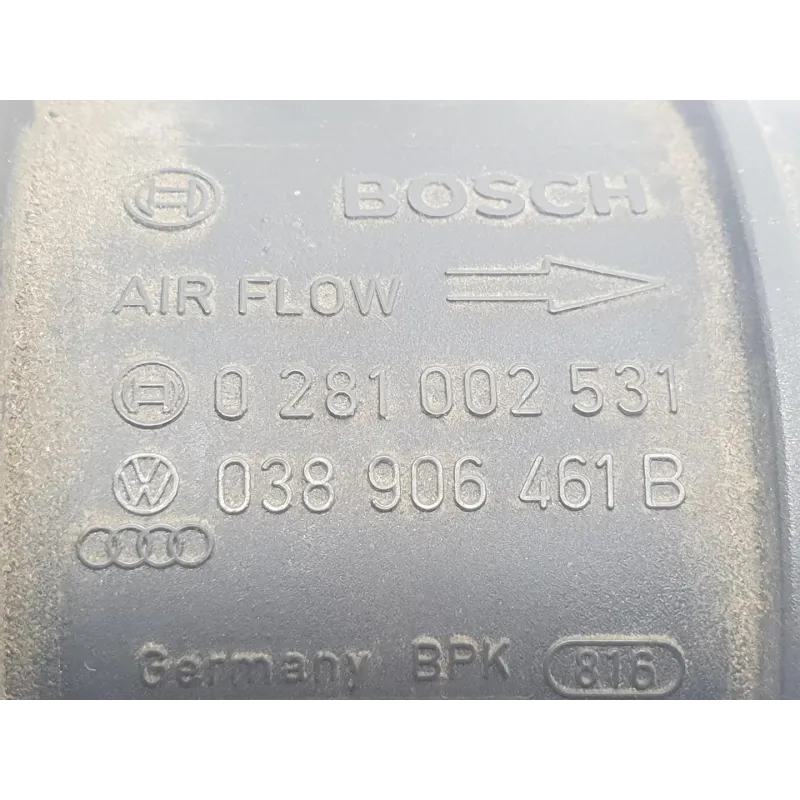 BOSCH
AIR FLOW
0 281 002 531
038 906 461 B
Germany BPK 816